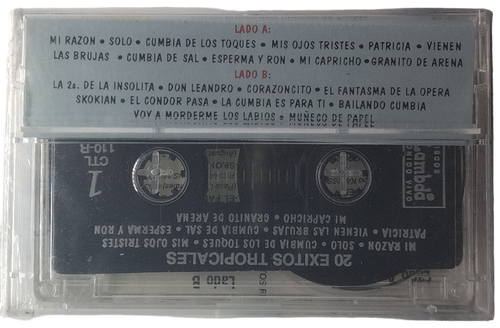 LADO A:
MI RAZON • SOLO • CUMBIA DE LOS TOQUES • MIS OJOS TRISTES • PATRICIA • VIENEN
LAS BRUJAS • CUMBIA DE SAL • ESPERMA Y RON • MI CAPRICHO • GRANITO DE ARENA
LADO B:
LA 2a. DE LA INSOLITA • DON LEANDRO • CORAZONCITO • EL FANTASMA DE LA OPERA
SKOKIAN • EL CONDOR PASA • LA CUMBIA ES PARA TI • BAILANDO CUMBIA
VOY A MORDERME LOS LABIOS • MUÑECO DE PAPEL
1
CTL
110-R
MI CAPRICHO • GRANITO DE ARENA
PATRICIA • VIENEN LAS BRUJAS • CUMBIA DE SAL • ESPERMA Y RON
MI RAZON • SOLO • CUMBIA DE LOS TOQUES • MIS OJOS TRISTES
20 EXITOS TROPICALES
Lado B